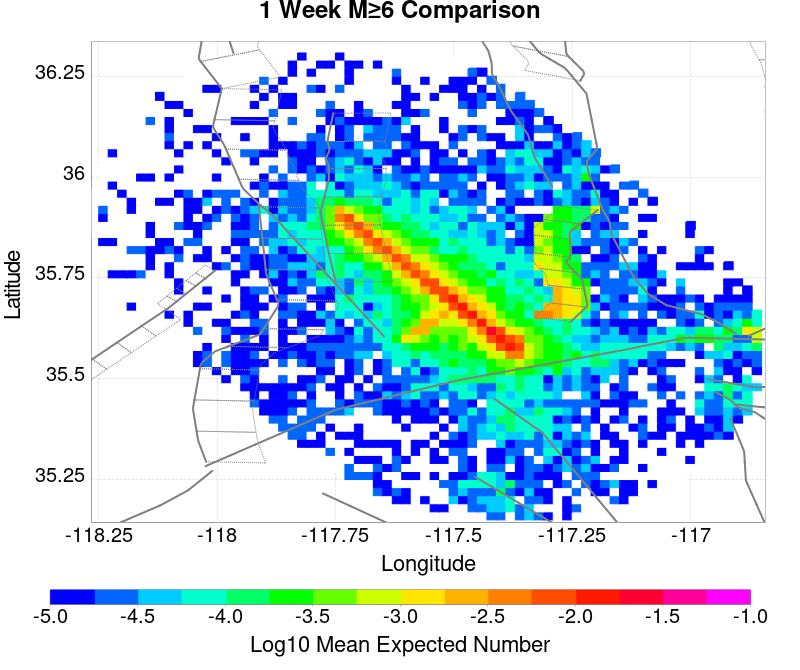 1 Week M≥6 Comparison
36.25
36
35.75
35.5
35.25
Latitude
-118.25 -118 -117.75 -117.5 -117.25 -117
Longitude
-5.0 -4.5 -4.0 -3.5 -3.0 -2.5 -2.0 -1.5 -1.0
Log10 Mean Expected Number